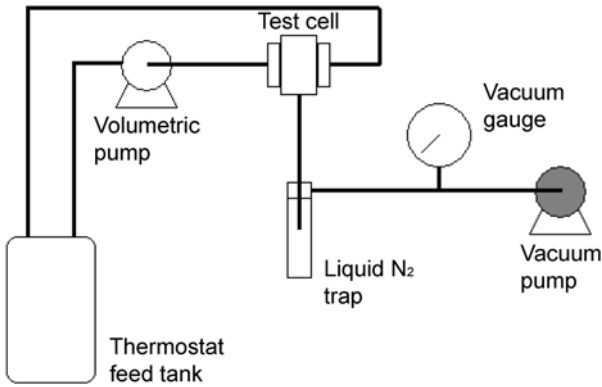 Test cell
Volumetric
pump
Vacuum
gauge
Liquid N₂
trap
Vacuum
pump
Thermostat
feed tank